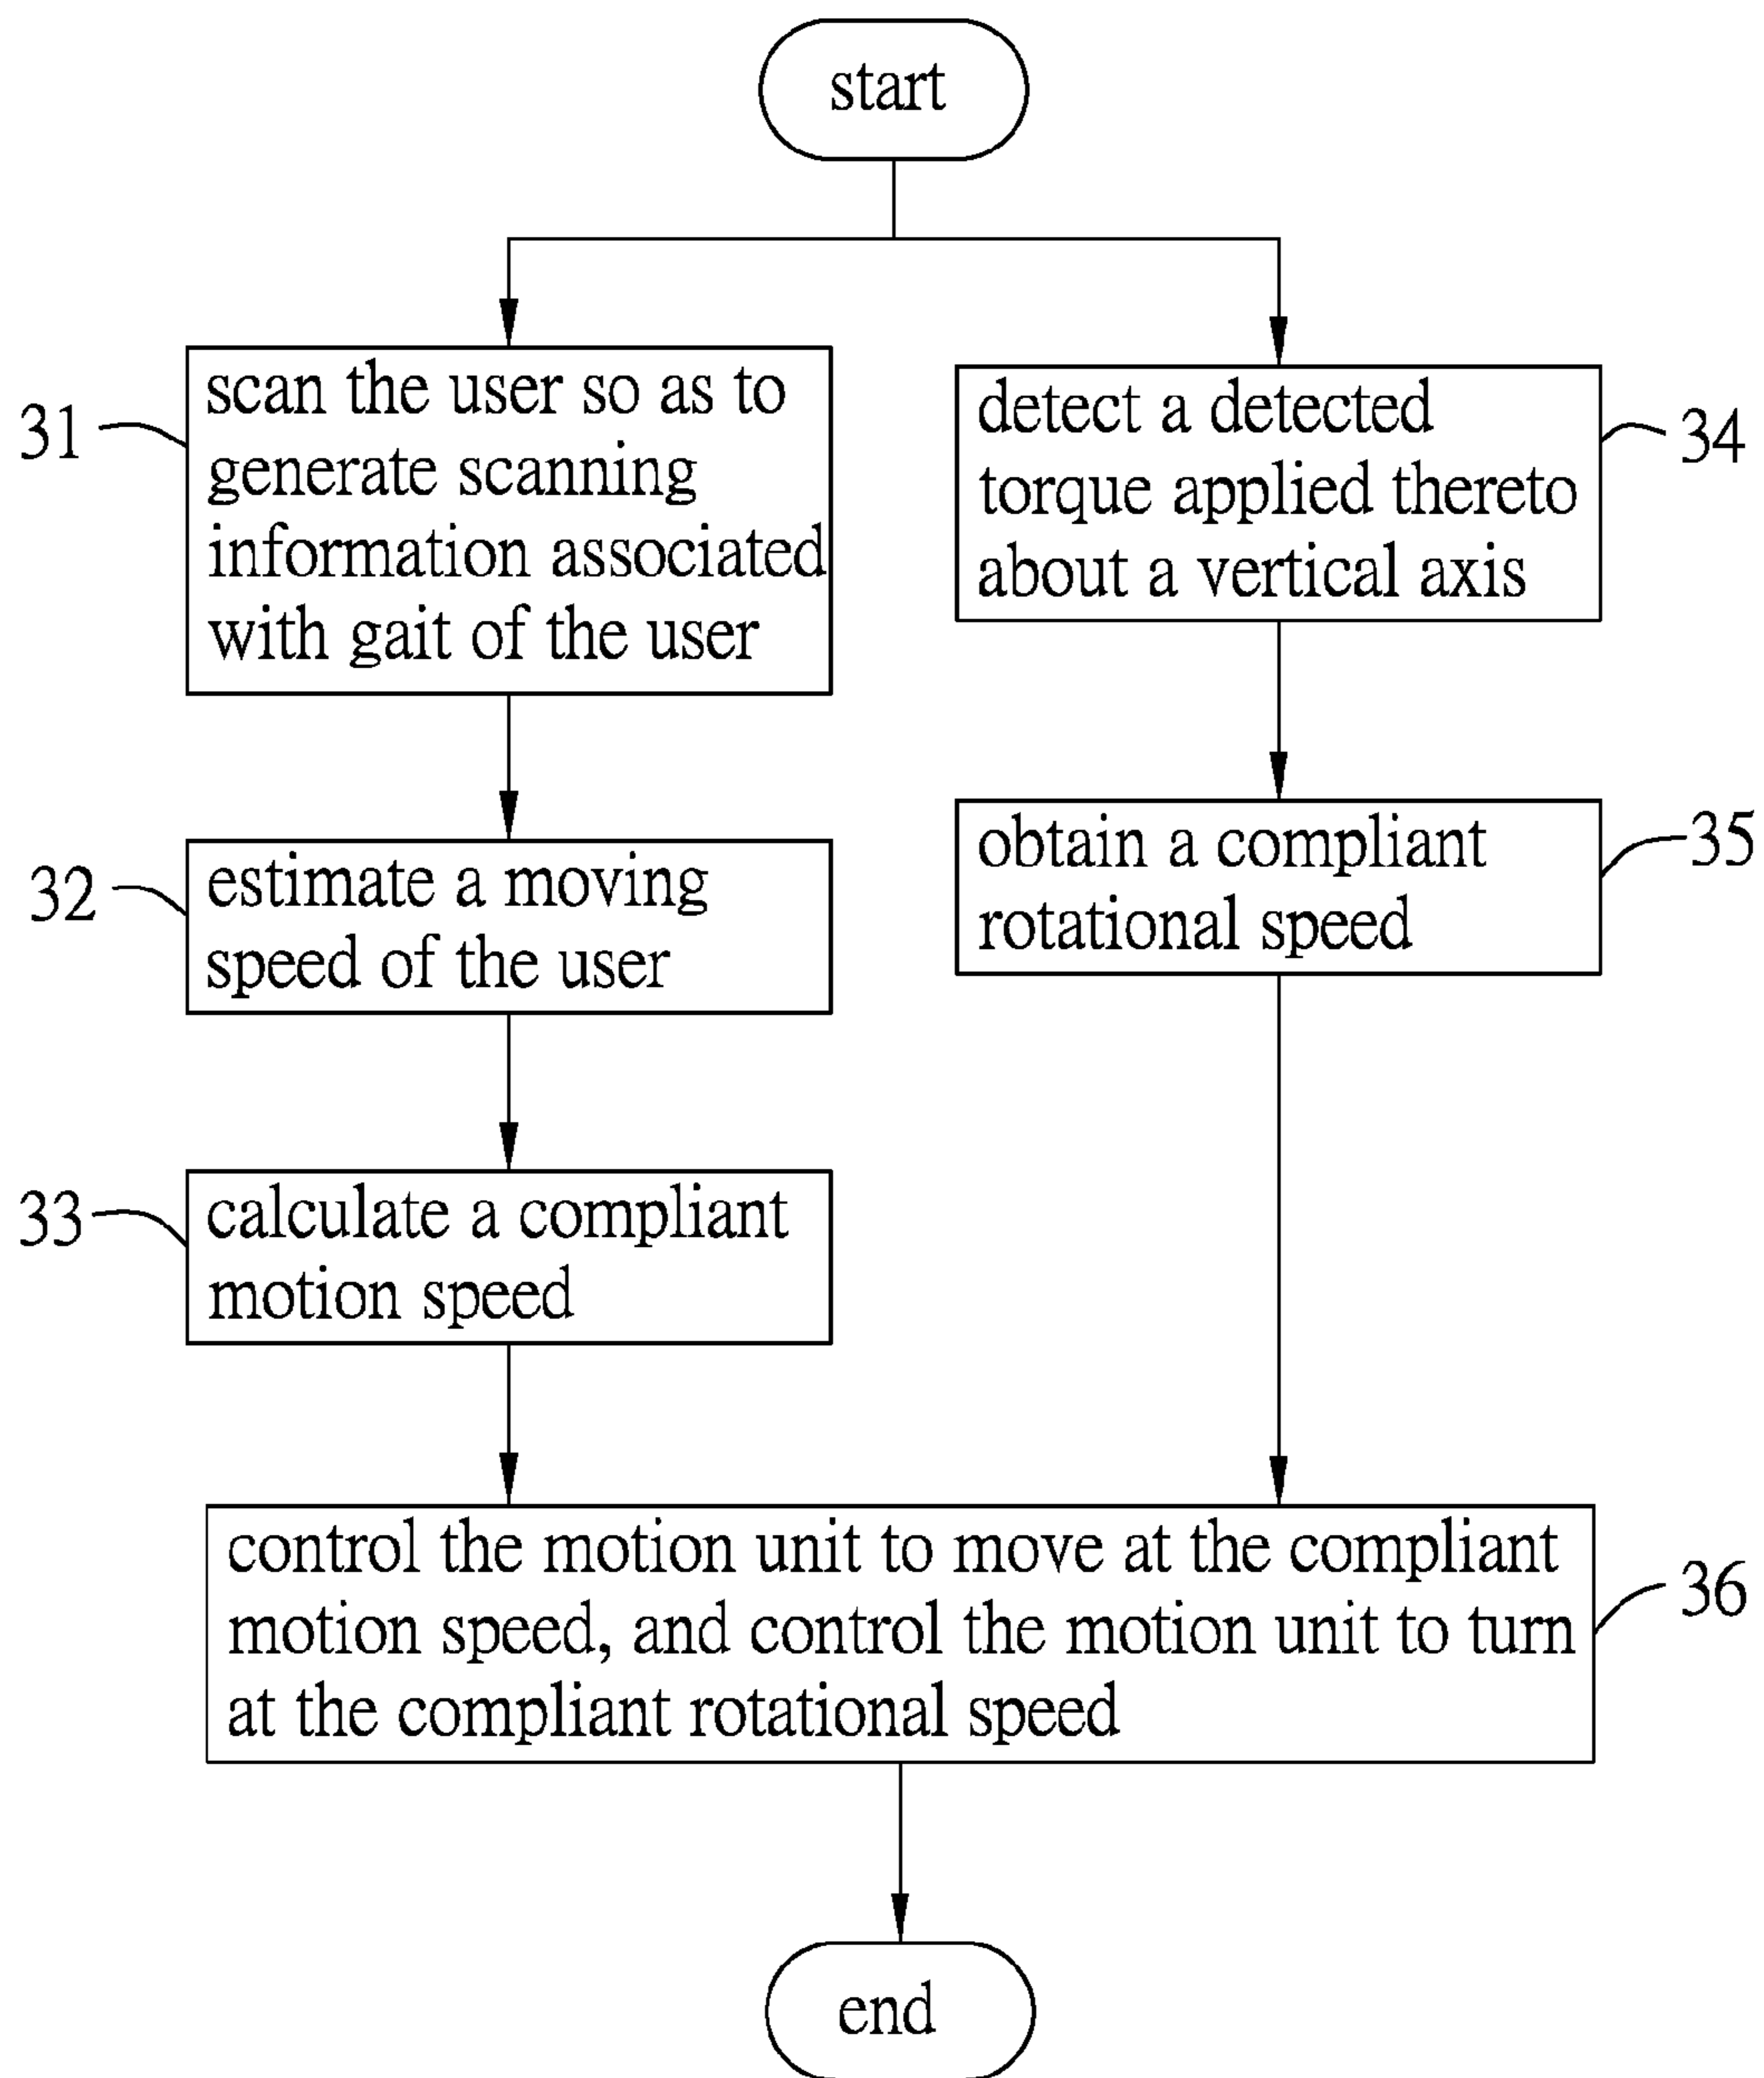 start
31
scan the user so as to
generate scanning
information associated
with gait of the user
32
estimate a moving
speed of the user
33
calculate a compliant
motion speed
detect a detected
torque applied thereto
about a vertical axis
34
obtain a compliant
rotational speed
35
control the motion unit to move at the compliant
motion speed, and control the motion unit to turn
at the compliant rotational speed
36
end